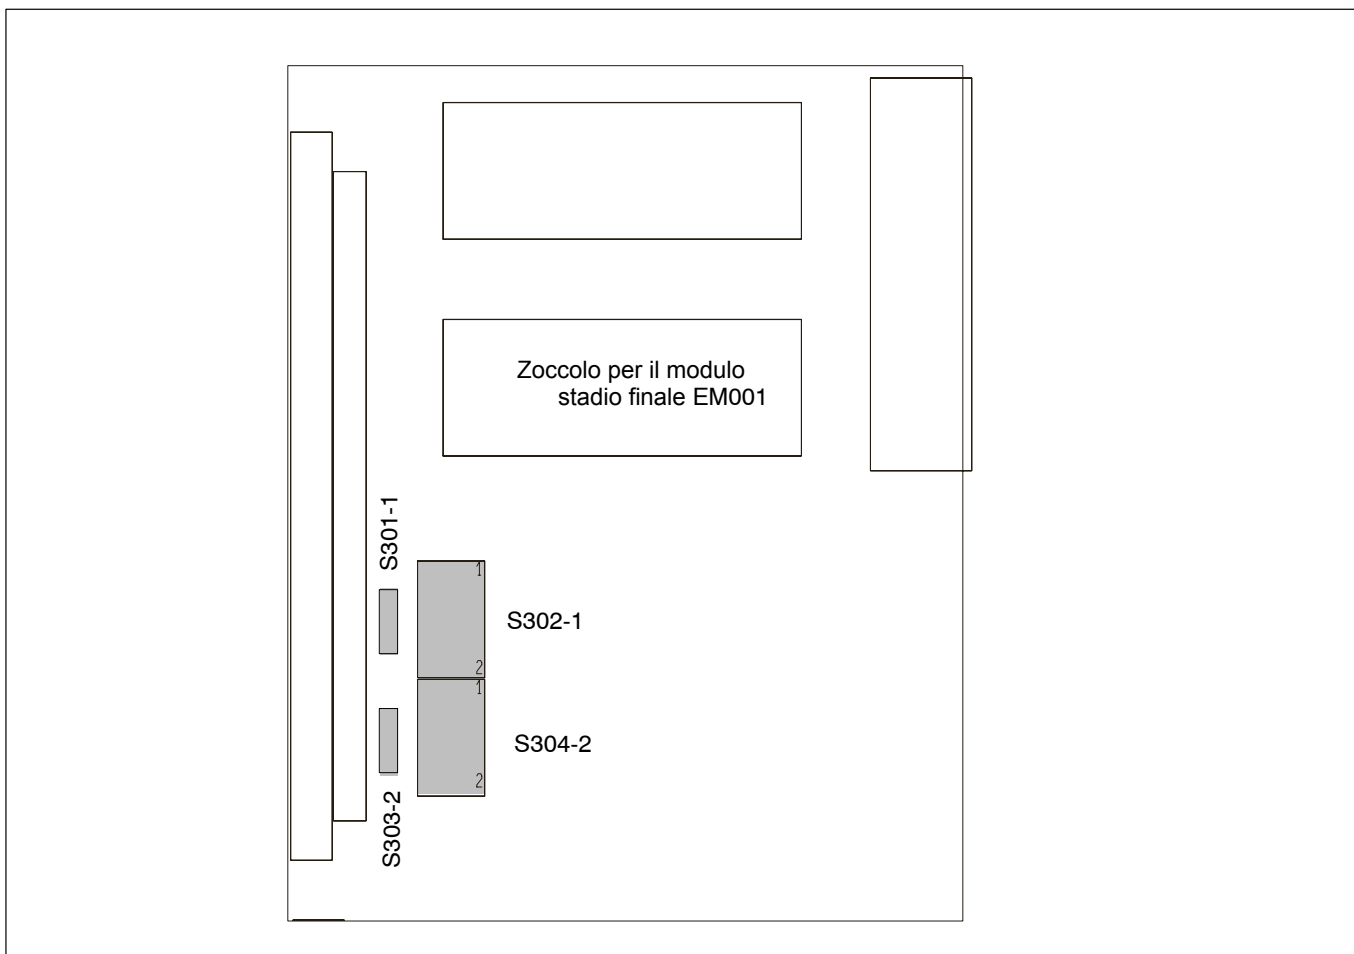 Zoccolo per il modulo
stadio finale EM001
S301-1
1
S302-1
2
1
S304-2
2
S303-2